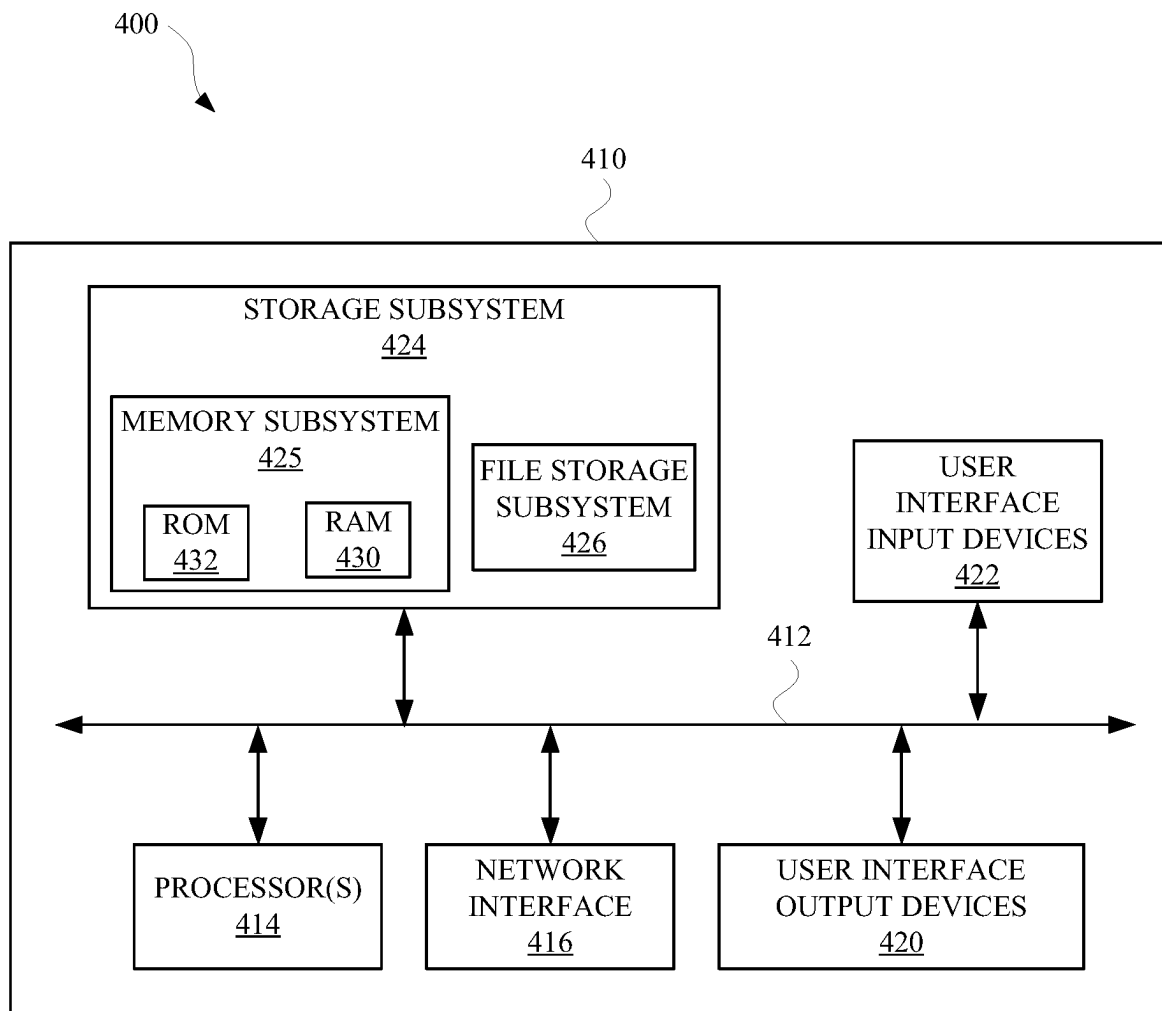 400
410
STORAGE SUBSYSTEM
424
MEMORY SUBSYSTEM
425
ROM
432
RAM
430
FILE STORAGE
SUBSYSTEM
426
USER
INTERFACE
INPUT DEVICES
422
412
PROCESSOR(S)
414
NETWORK
INTERFACE
416
USER INTERFACE
OUTPUT DEVICES
420